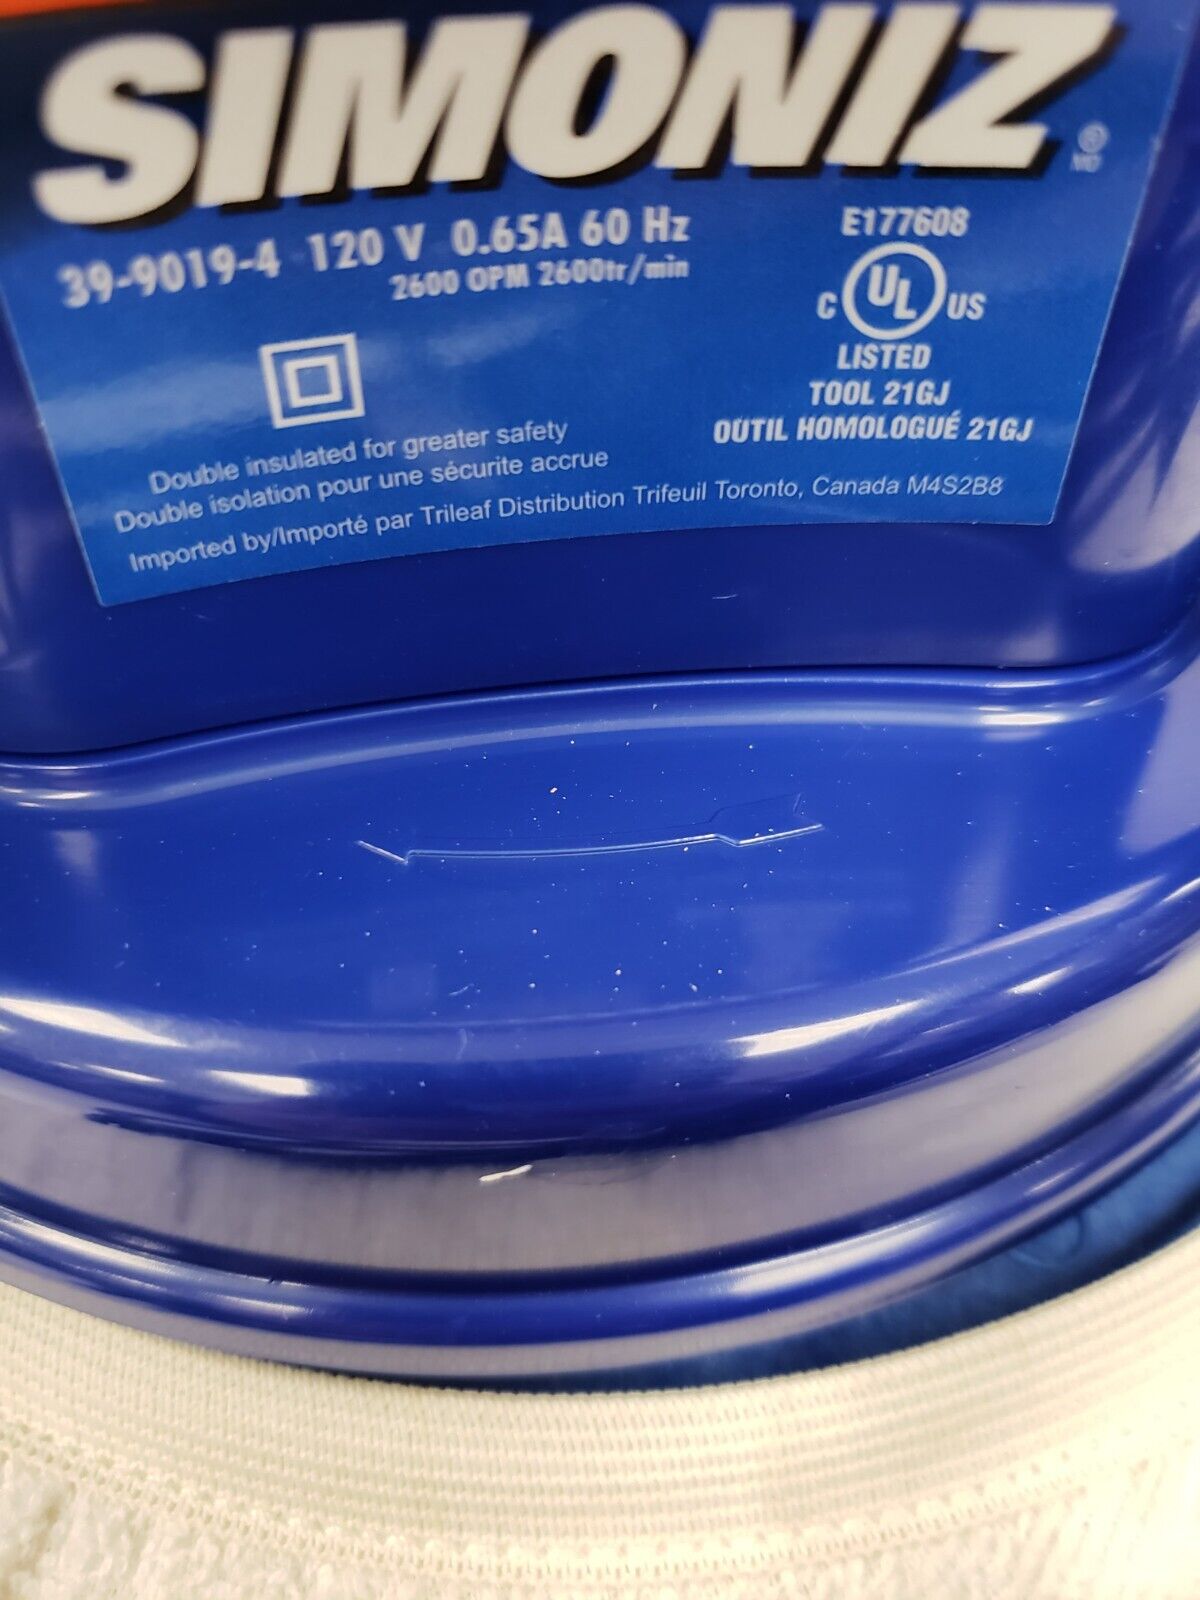 SIMONIZ
®
MD
39-9019-4 120 V 0.65A 60 Hz
2600 OPM 2600tr/min
E177608
C UL US
LISTED
TOOL 21GJ
OUTIL HOMOLOGUÉ 21GJ
Double insulated for greater safety
Double isolation pour une sécurite accrue
Imported by/Importé par Trileaf Distribution Trifeuil Toronto, Canada M4S2B8